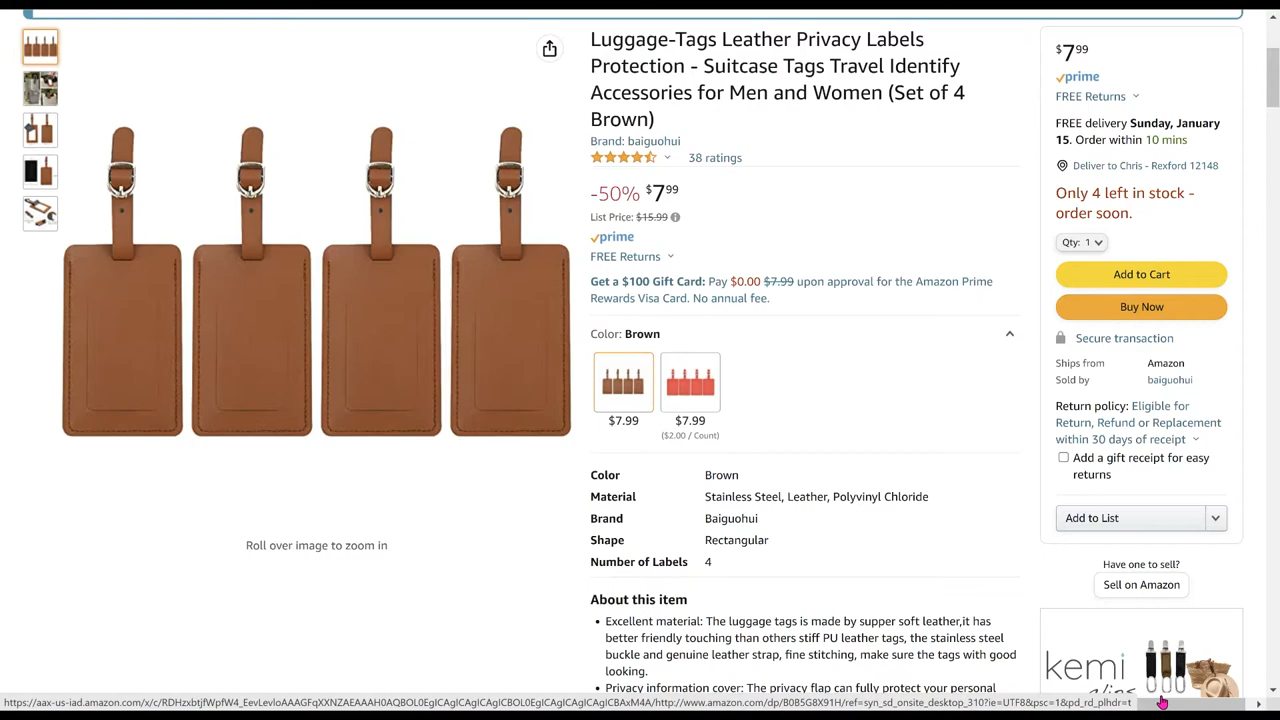 Luggage-Tags Leather Privacy Labels
Protection - Suitcase Tags Travel Identify
Accessories for Men and Women (Set of 4
Brown)
Brand: baiguohui
38 ratings
-50% $7 99
List Price: $15.99
prime
FREE Returns
Get a $100 Gift Card: Pay $0.00 $7.99 upon approval for the Amazon Prime
Rewards Visa Card. No annual fee.
Color: Brown
$7.99
$7.99
($2.00 / Count)
Color Brown
Material Stainless Steel, Leather, Polyvinyl Chloride
Brand Baiguohui
Shape Rectangular
Number of Labels 4
About this item
• Excellent material: The luggage tags is made by supper soft leather,it has
better friendly touching than others stiff PU leather tags, the stainless steel
buckle and genuine leather strap, fine stitching, make sure the tags with good
looking.
• Privacy information cover: The privacy flap can fully protect your personal
Roll over image to zoom in
$7 99
prime
FREE Returns
FREE delivery Sunday, January
15. Order within 10 mins
Deliver to Chris - Rexford 12148
Only 4 left in stock -
order soon.
Qty: 1
Add to Cart
Buy Now
Secure transaction
Ships from Amazon
Sold by baiguohui
Return policy: Eligible for
Return, Refund or Replacement
within 30 days of receipt
Add a gift receipt for easy
returns
Add to List
Have one to sell?
Sell on Amazon
kemi